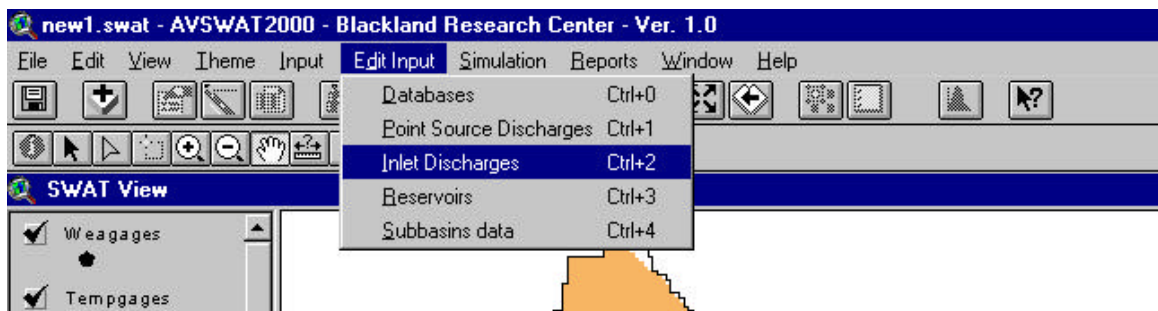 new1.swat - AVSWAT2000 - Blackland Research Center - Ver. 1.0
File Edit View Theme Input Edit Input Simulation Reports Window Help
Databases Ctrl+0
Point Source Discharges Ctrl+1
Inlet Discharges Ctrl+2
Reservoirs Ctrl+3
Subbasins data Ctrl+4
SWAT View
Weagages
Tempgages